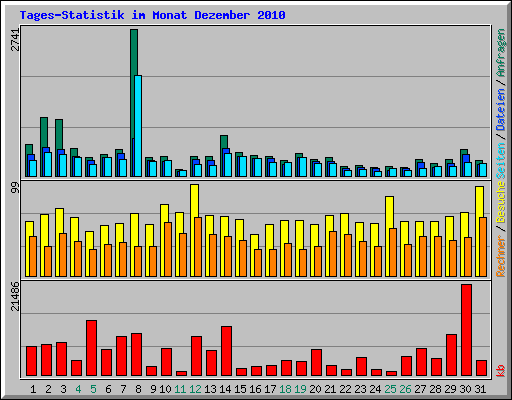 Tages-Statistik im Monat Dezember 2010
2741
99
21486
Rechner / Besuche Seiten / Dateien / Anfragen
kb
1 2 3 4 5 6 7 8 9 10 11 12 13 14 15 16 17 18 19 20 21 22 23 24 25 26 27 28 29 30 31